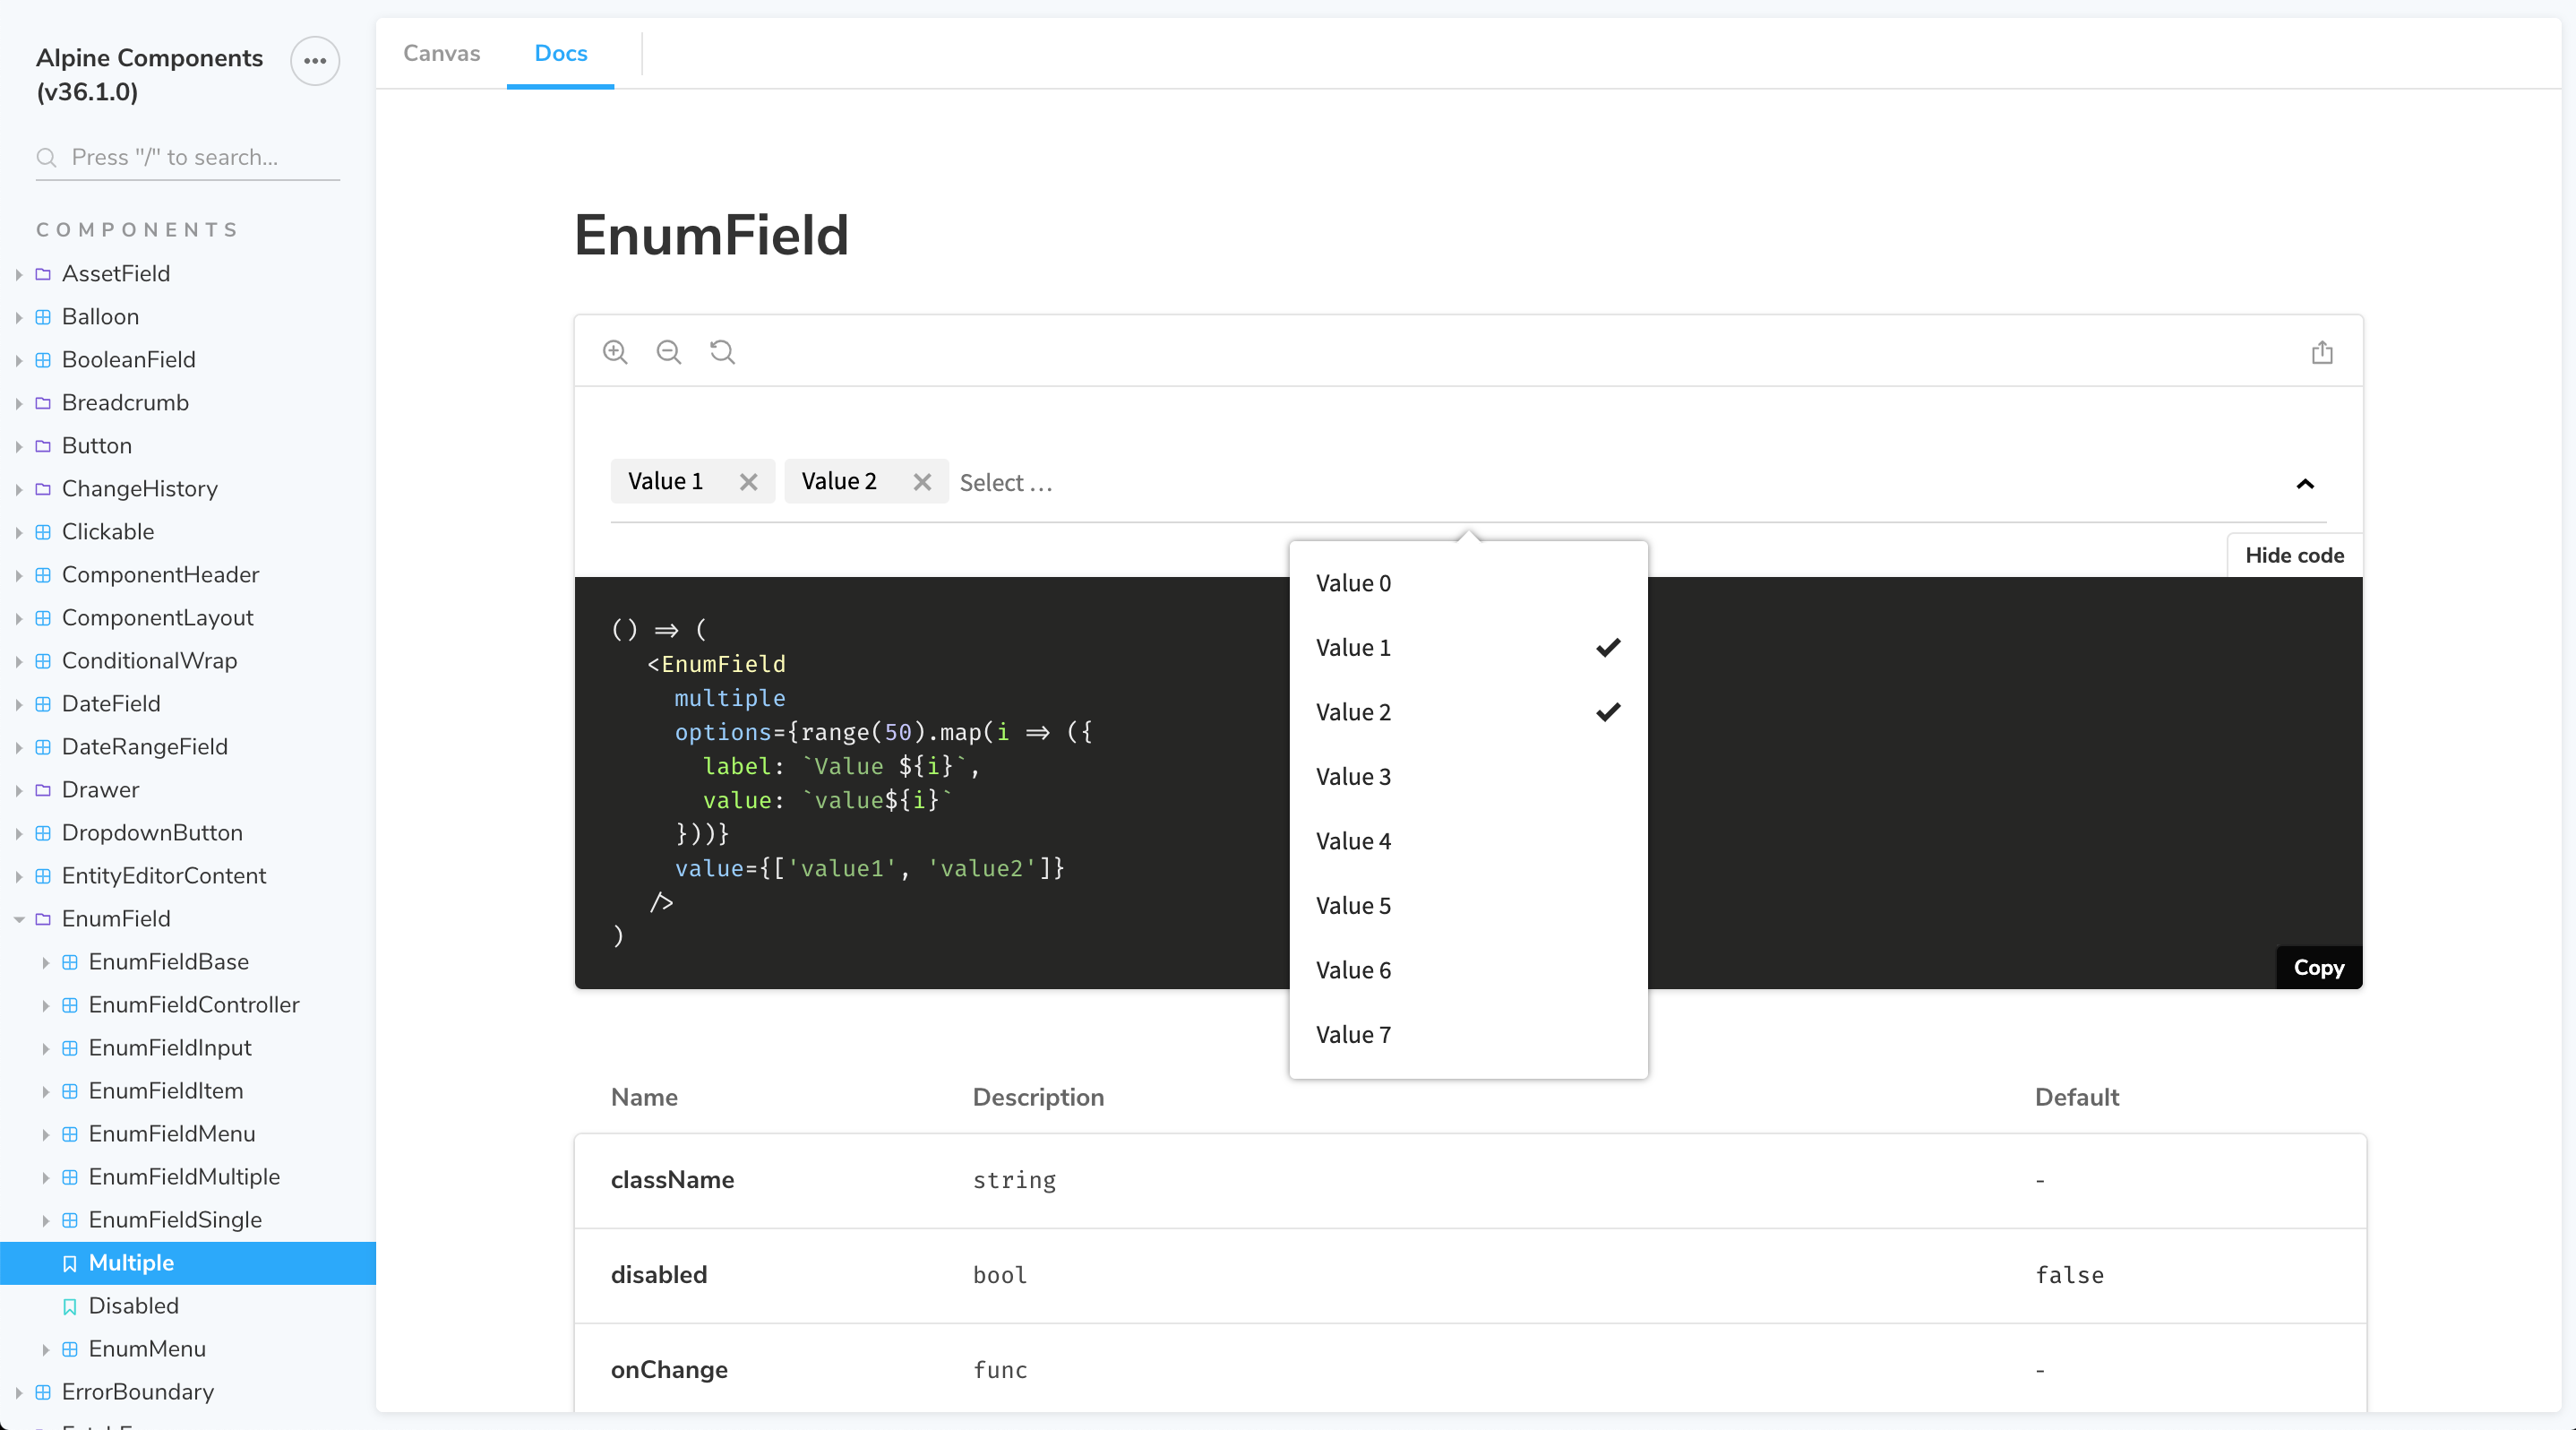 Alpine Components
(v36.1.0)
Press "/" to search...
COMPONENTS
AssetField
Balloon
BooleanField
Breadcrumb
Button
ChangeHistory
Clickable
ComponentHeader
ComponentLayout
ConditionalWrap
DateField
DateRangeField
Drawer
DropdownButton
EntityEditorContent
EnumField
EnumFieldBase
EnumFieldController
EnumFieldInput
EnumFieldItem
EnumFieldMenu
EnumFieldMultiple
EnumFieldSingle
Multiple
Disabled
EnumMenu
ErrorBoundary
Canvas Docs
EnumField
Value 1 Value 2 Select ...
Hide code
() => (
<EnumField
multiple
options={range(50).map(i => ({
label: `Value ${i}`,
value: `value${i}`
}))}
value={['value1', 'value2']}
/>
)
Copy
Value 0
Value 1
Value 2
Value 3
Value 4
Value 5
Value 6
Value 7
Name Description Default
className string -
disabled bool false
onChange func -